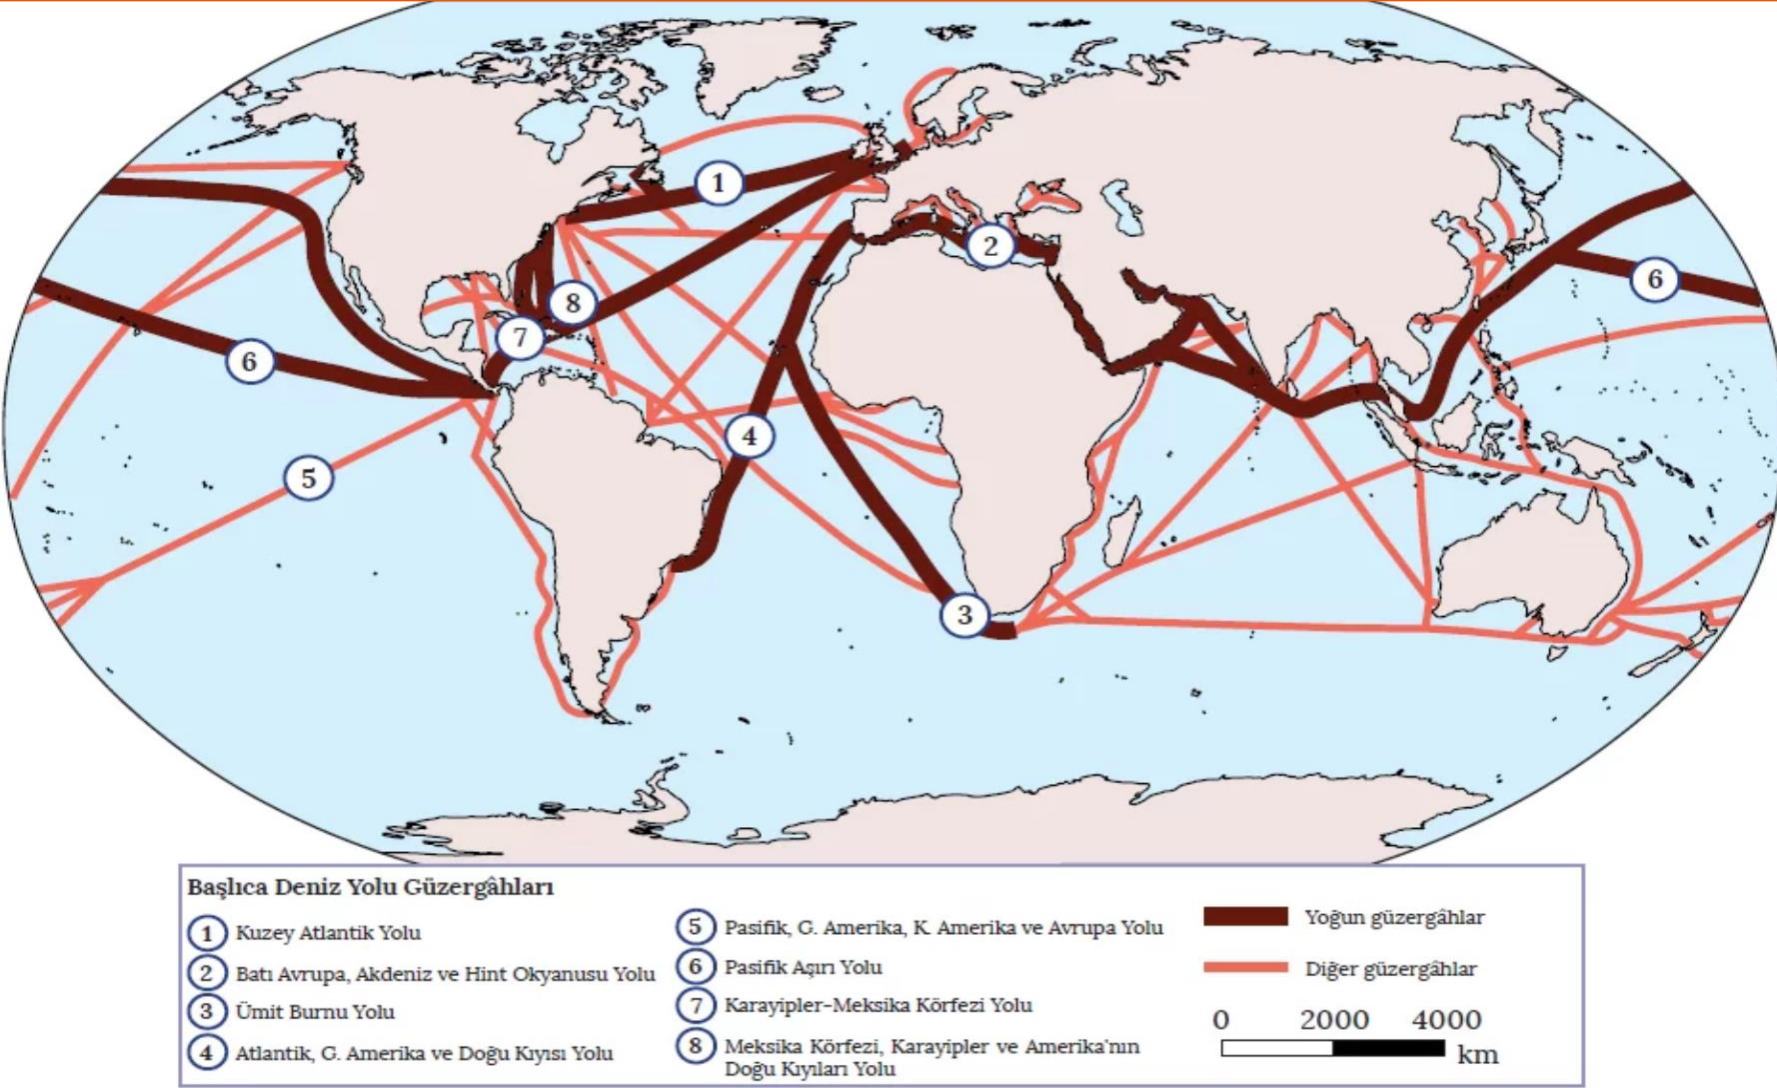 1
2
8
6
7
6
4
5
3
Başlıca Deniz Yolu Güzergâhları
1 Kuzey Atlantik Yolu
2 Batı Avrupa, Akdeniz ve Hint Okyanusu Yolu
3 Ümit Burnu Yolu
4 Atlantik, G. Amerika ve Doğu Kıyısı Yolu
5 Pasifik, G. Amerika, K. Amerika ve Avrupa Yolu
6 Pasifik Aşırı Yolu
7 Karayipler-Meksika Körfezi Yolu
8 Meksika Körfezi, Karayipler ve Amerika'nın
Doğu Kıyıları Yolu
Yoğun güzergâhlar
Diğer güzergâhlar
0 2000 4000
km